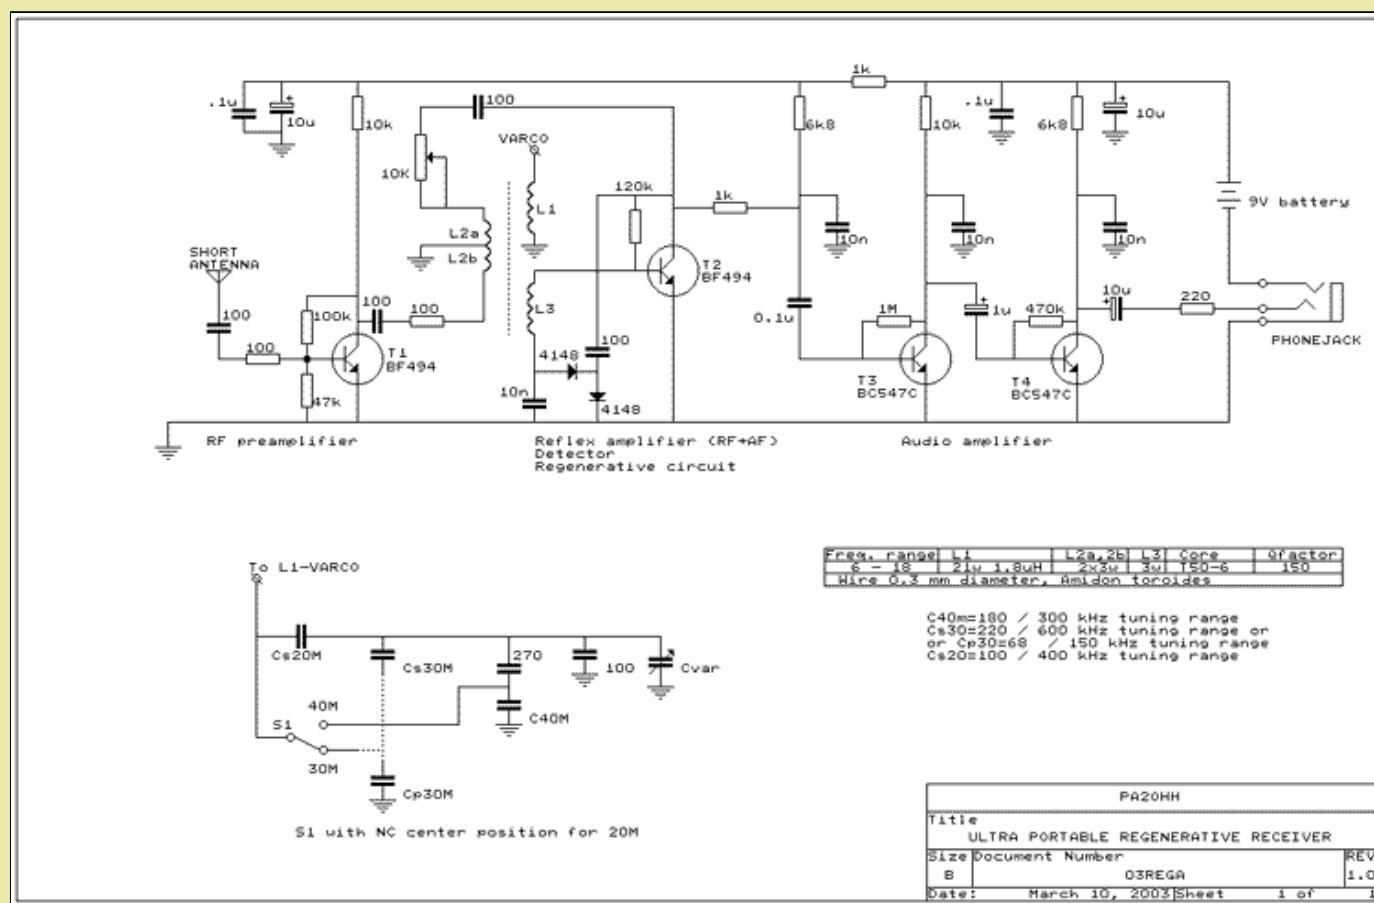 1k
.1u
10u
10k
100
6k8
10k
.1u
6k8
10u
VARCO
10K
120k
1k
L1
9V battery
L2a
L2b
10n
10n
10n
SHORT
ANTENNA
T2
BF494
100
100k
100
100
L3
0.1u
1M
1u
470k
10u
220
PHONEJACK
100
T1
BF494
4148
100
T3
BC547C
T4
BC547C
47k
10n
4148
RF preamplifier
Reflex amplifier (RF+AF)
Detector
Regenerative circuit
Audio amplifier
Freq. range L1 L2a,2b L3 Core Qfactor
6 - 18 21w 1.8uH 2x3w 3w T50-6 150
Wire 0.3 mm diameter, Amidon toroides
To L1-VARCO
C40m=180 / 300 kHz tuning range
Cs30=220 / 600 kHz tuning range or
or Cp30=68 / 150 kHz tuning range
Cs20=100 / 400 kHz tuning range
Cs20M
Cs30M
270
100
Cvar
40M
S1
C40M
30M
Cp30M
S1 with NC center position for 20M
PA2OHH
Title
ULTRA PORTABLE REGENERATIVE RECEIVER
Size Document Number REV
B 03REGA 1.0
Date: March 10, 2003 Sheet 1 of 1